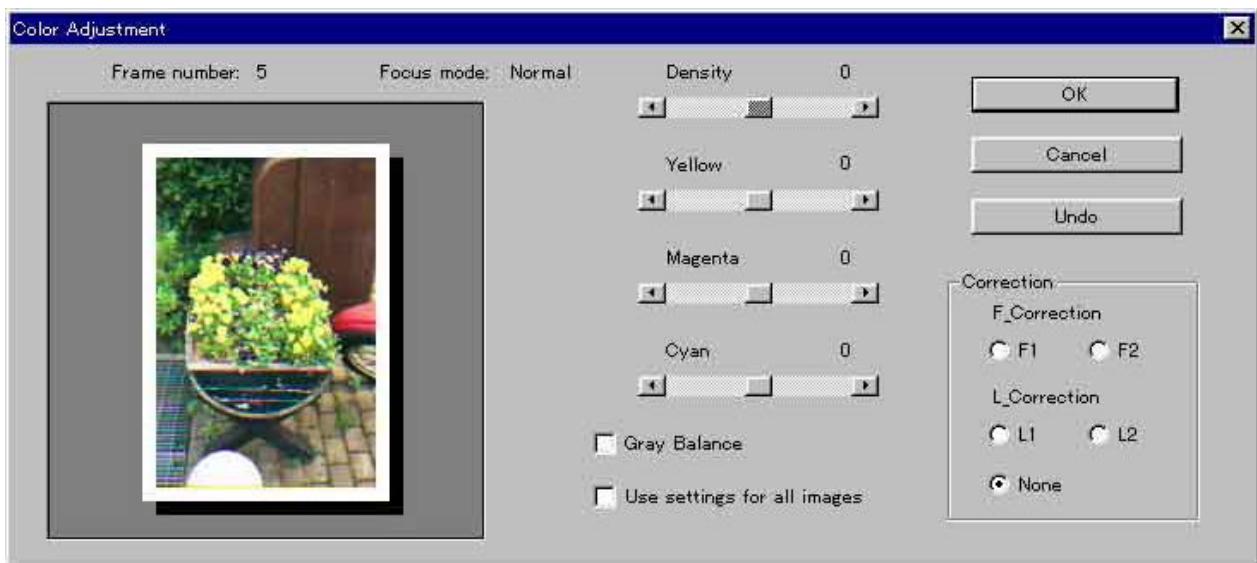 Color Adjustment
Frame number: 5
Focus mode: Normal
Density 0
Yellow 0
Magenta 0
Cyan 0
Gray Balance
Use settings for all images
OK
Cancel
Undo
Correction
F_Correction
F1 F2
L_Correction
L1 L2
None